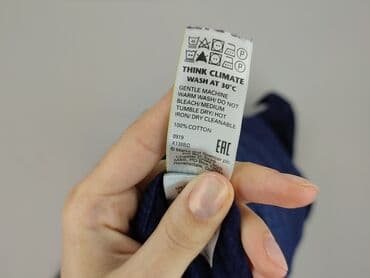 THINK CLIMATE
WASH AT 30°C
GENTLE MACHINE
WARM WASH/DO NOT
BLEACH/MEDIUM
TUMBLE DRY/HOT
IRON/DRY CLEANABLE
100% COTTON
0919
EAC